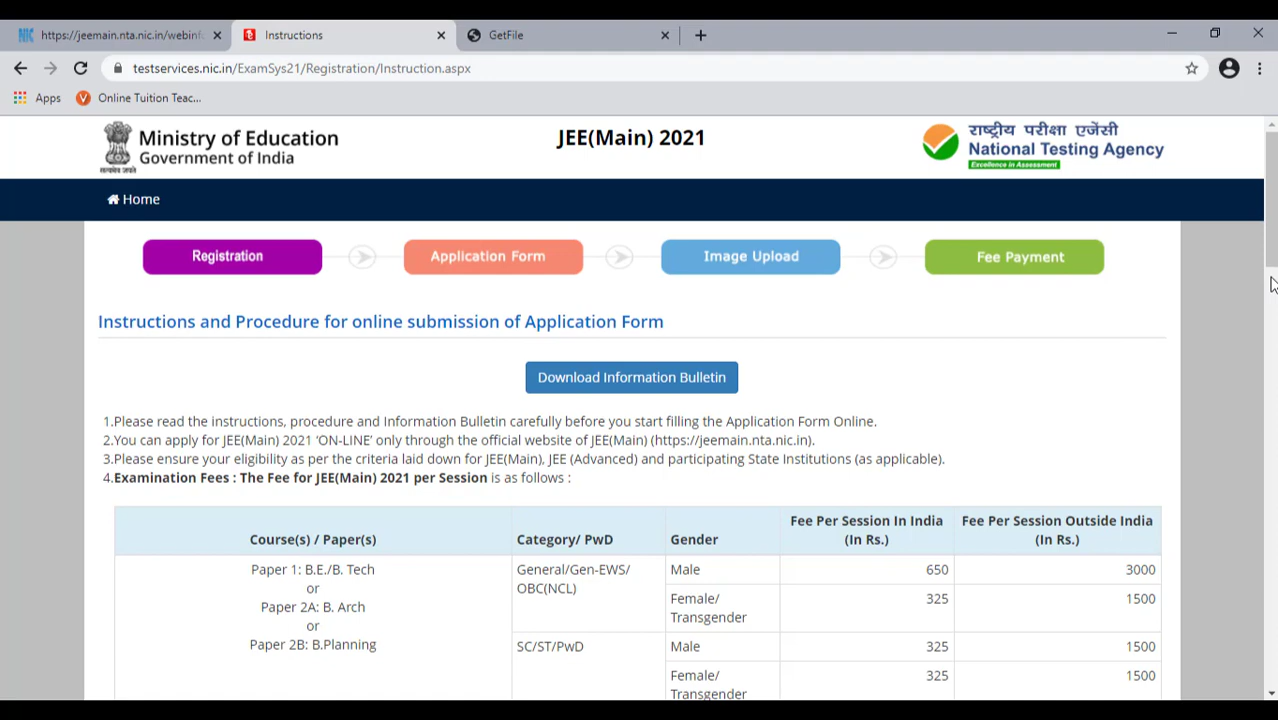 NIC https://jeemain.nta.nic.in/webinfo
Instructions
GetFile
testservices.nic.in/ExamSys21/Registration/Instruction.aspx
Apps
Online Tuition Teac...
Ministry of Education
Government of India
सत्यमेव जयते
JEE(Main) 2021
राष्ट्रीय परीक्षा एजेंसी
National Testing Agency
Excellence in Assessment
Home
Registration
Application Form
Image Upload
Fee Payment
Instructions and Procedure for online submission of Application Form
Download Information Bulletin
1.Please read the instructions, procedure and Information Bulletin carefully before you start filling the Application Form Online.
2.You can apply for JEE(Main) 2021 ‘ON-LINE’ only through the official website of JEE(Main) (https://jeemain.nta.nic.in).
3.Please ensure your eligibility as per the criteria laid down for JEE(Main), JEE (Advanced) and participating State Institutions (as applicable).
4.Examination Fees : The Fee for JEE(Main) 2021 per Session is as follows :
Course(s) / Paper(s)
Category/ PwD
Gender
Fee Per Session In India
(In Rs.)
Fee Per Session Outside India
(In Rs.)
Paper 1: B.E./B. Tech
or
Paper 2A: B. Arch
or
Paper 2B: B.Planning
General/Gen-EWS/
OBC(NCL)
Male
650
3000
Female/
Transgender
325
1500
SC/ST/PwD
Male
325
1500
Female/
Transgender
325
1500